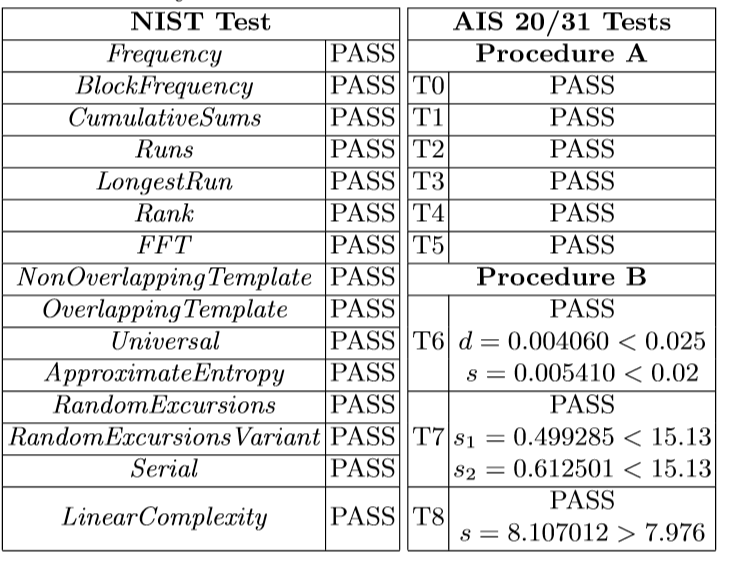 NIST Test
Frequency PASS
BlockFrequency PASS
CumulativeSums PASS
Runs PASS
LongestRun PASS
Rank PASS
FFT PASS
NonOverlappingTemplate PASS
OverlappingTemplate PASS
Universal PASS
ApproximateEntropy PASS
RandomExcursions PASS
RandomExcursionsVariant PASS
Serial PASS
LinearComplexity PASS
AIS 20/31 Tests
Procedure A
T0 PASS
T1 PASS
T2 PASS
T3 PASS
T4 PASS
T5 PASS
Procedure B
PASS
T6 d = 0.004060 < 0.025
s = 0.005410 < 0.02
PASS
T7 s₁ = 0.499285 < 15.13
s₂ = 0.612501 < 15.13
PASS
T8
s = 8.107012 > 7.976